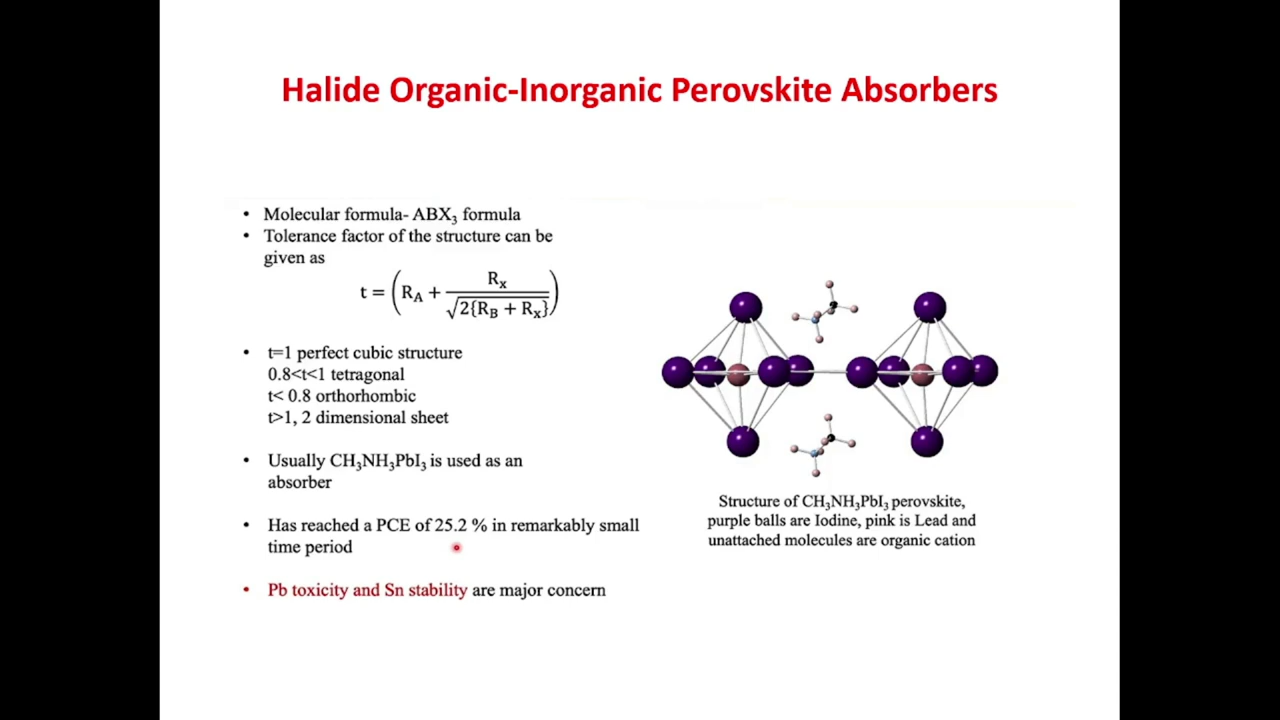 Halide Organic-Inorganic Perovskite Absorbers
• Molecular formula- ABX₃ formula
• Tolerance factor of the structure can be
given as
t = (R_A + R_x / √2{R_B + R_x})
• t=1 perfect cubic structure
0.8<t<1 tetragonal
t< 0.8 orthorhombic
t>1, 2 dimensional sheet
• Usually CH₃NH₃PbI₃ is used as an
absorber
• Has reached a PCE of 25.2 % in remarkably small
time period
• Pb toxicity and Sn stability are major concern
Structure of CH₃NH₃PbI₃ perovskite,
purple balls are Iodine, pink is Lead and
unattached molecules are organic cation